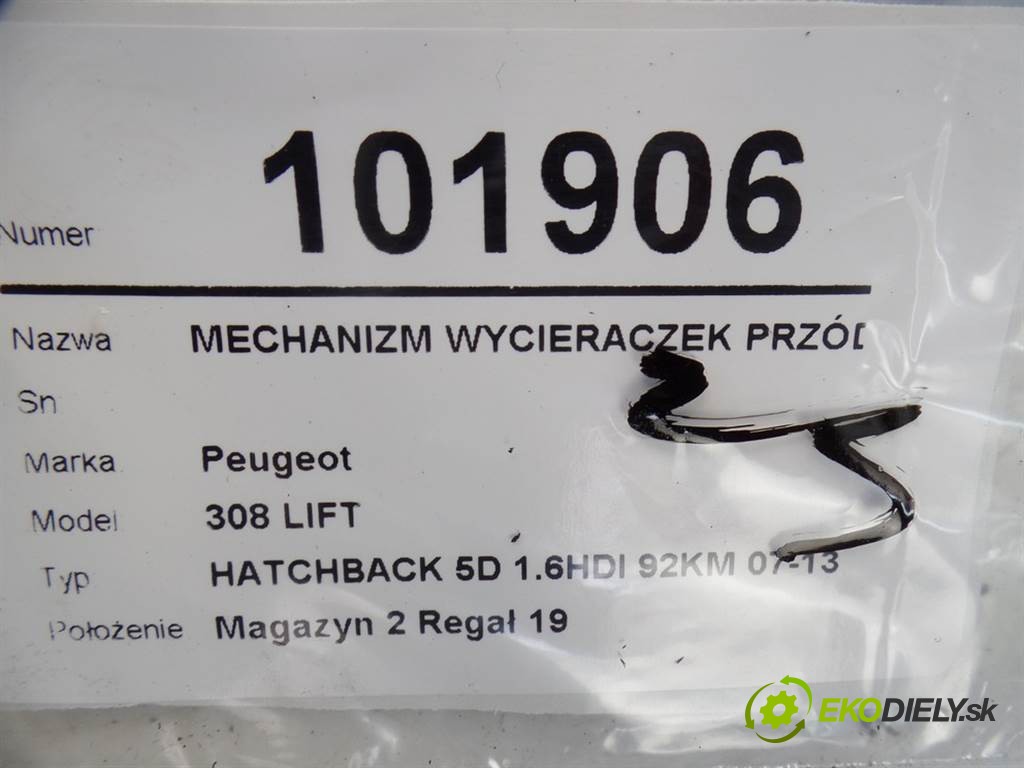 Numer 101906
Nazwa MECHANIZM WYCIERACZEK PRZÓD
Sn
Marka Peugeot
Model 308 LIFT
Typ HATCHBACK 5D 1.6HDI 92KM 07-13
Położenie Magazyn 2 Regał 19
EKODIELY.sk